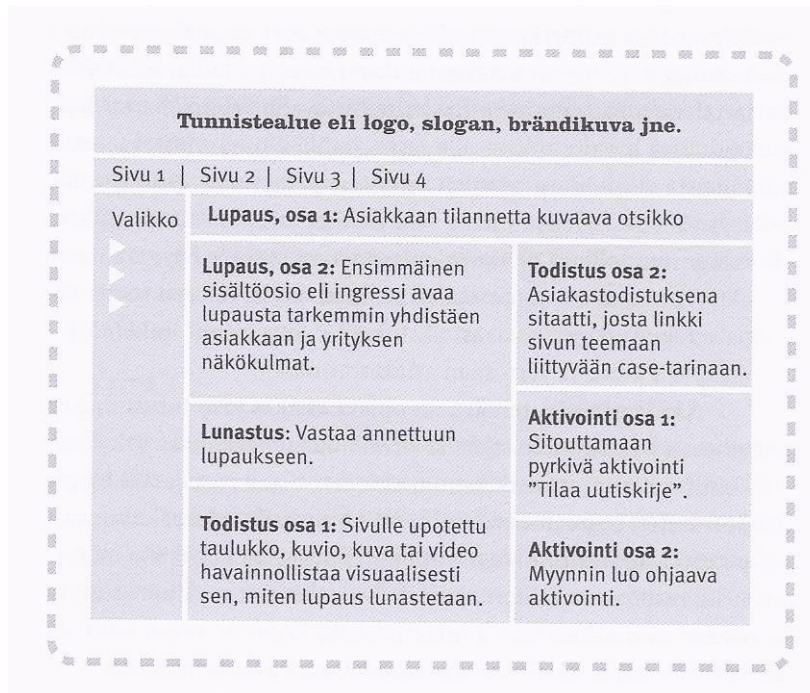 Tunnistealue eli logo, slogan, brändikuva jne.
Sivu 1 | Sivu 2 | Sivu 3 | Sivu 4
Valikko
Lupaus, osa 1: Asiakkaan tilannetta kuvaava otsikko
Lupaus, osa 2: Ensimmäinen
sisältöosio eli ingressi avaa
lupausta tarkemmin yhdistäen
asiakkaan ja yrityksen
näkökulmat.
Lunastus: Vastaa annettuun
lupaukseen.
Todistus osa 1: Sivulle upotettu
taulukko, kuvio, kuva tai video
havainnollistaa visuaalisesti
sen, miten lupaus lunastetaan.
Todistus osa 2:
Asiakastodistuksena
sitaatti, josta linkki
sivun teemaan
liittyvään case-tarinaan.
Aktivointi osa 1:
Sitouttamaan
pyrkivä aktivointi
”Tilaa uutiskirje”.
Aktivointi osa 2:
Myynnin luo ohjaava
aktivointi.